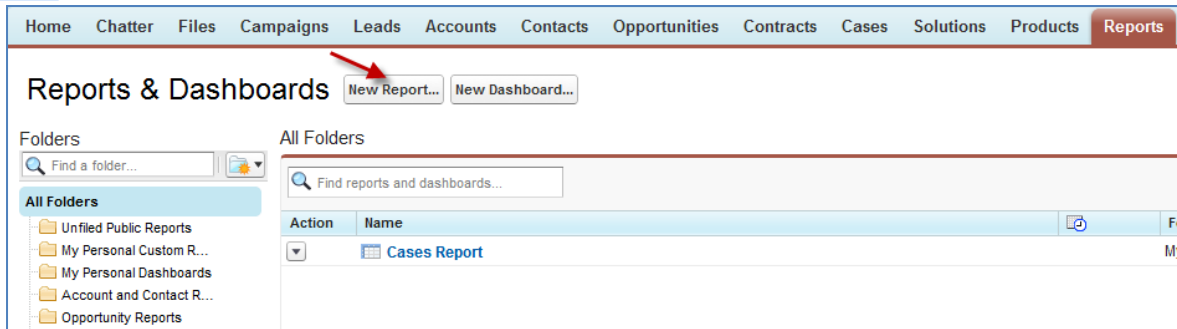 Home Chatter Files Campaigns Leads Accounts Contacts Opportunities Contracts Cases Solutions Products Reports
Reports & Dashboards New Report... New Dashboard...
Folders
Find a folder...
All Folders
Unfiled Public Reports
My Personal Custom R...
My Personal Dashboards
Account and Contact R...
Opportunity Reports
All Folders
Find reports and dashboards...
Action Name
Cases Report